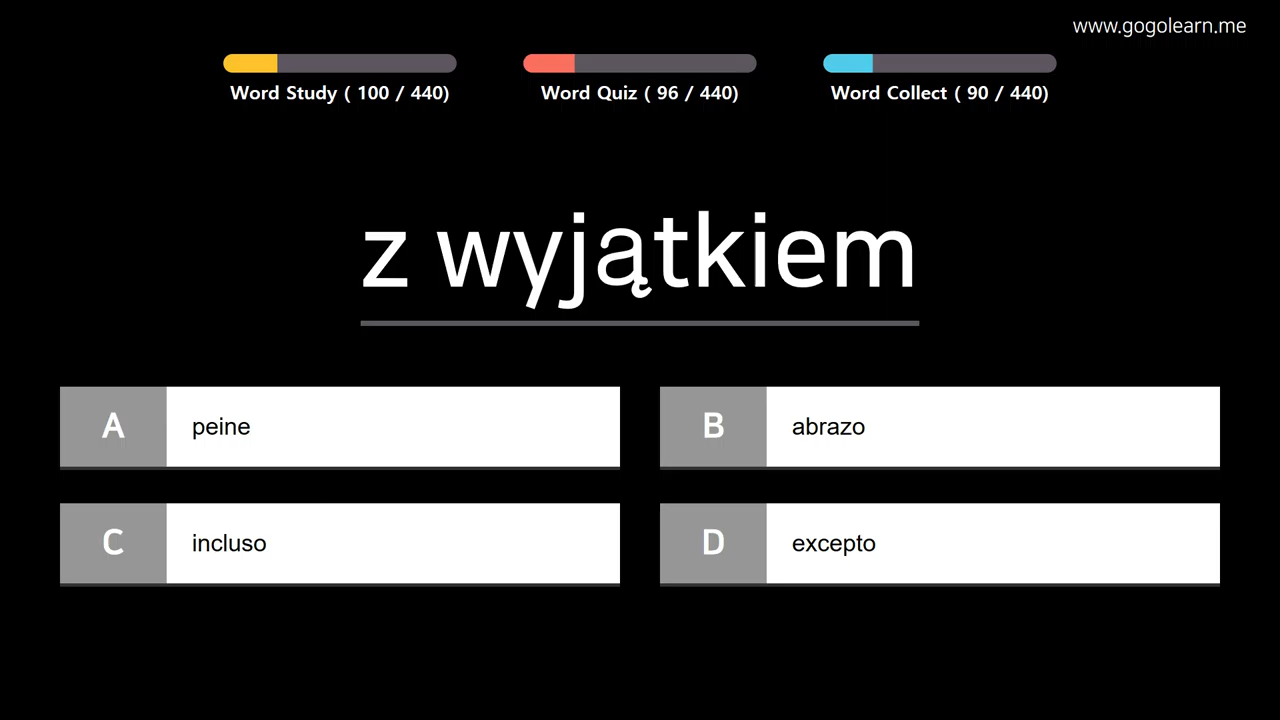 www.gogolearn.me
Word Study ( 100 / 440)
Word Quiz ( 96 / 440)
Word Collect ( 90 / 440)
z wyjątkiem
A peine
B abrazo
C incluso
D excepto